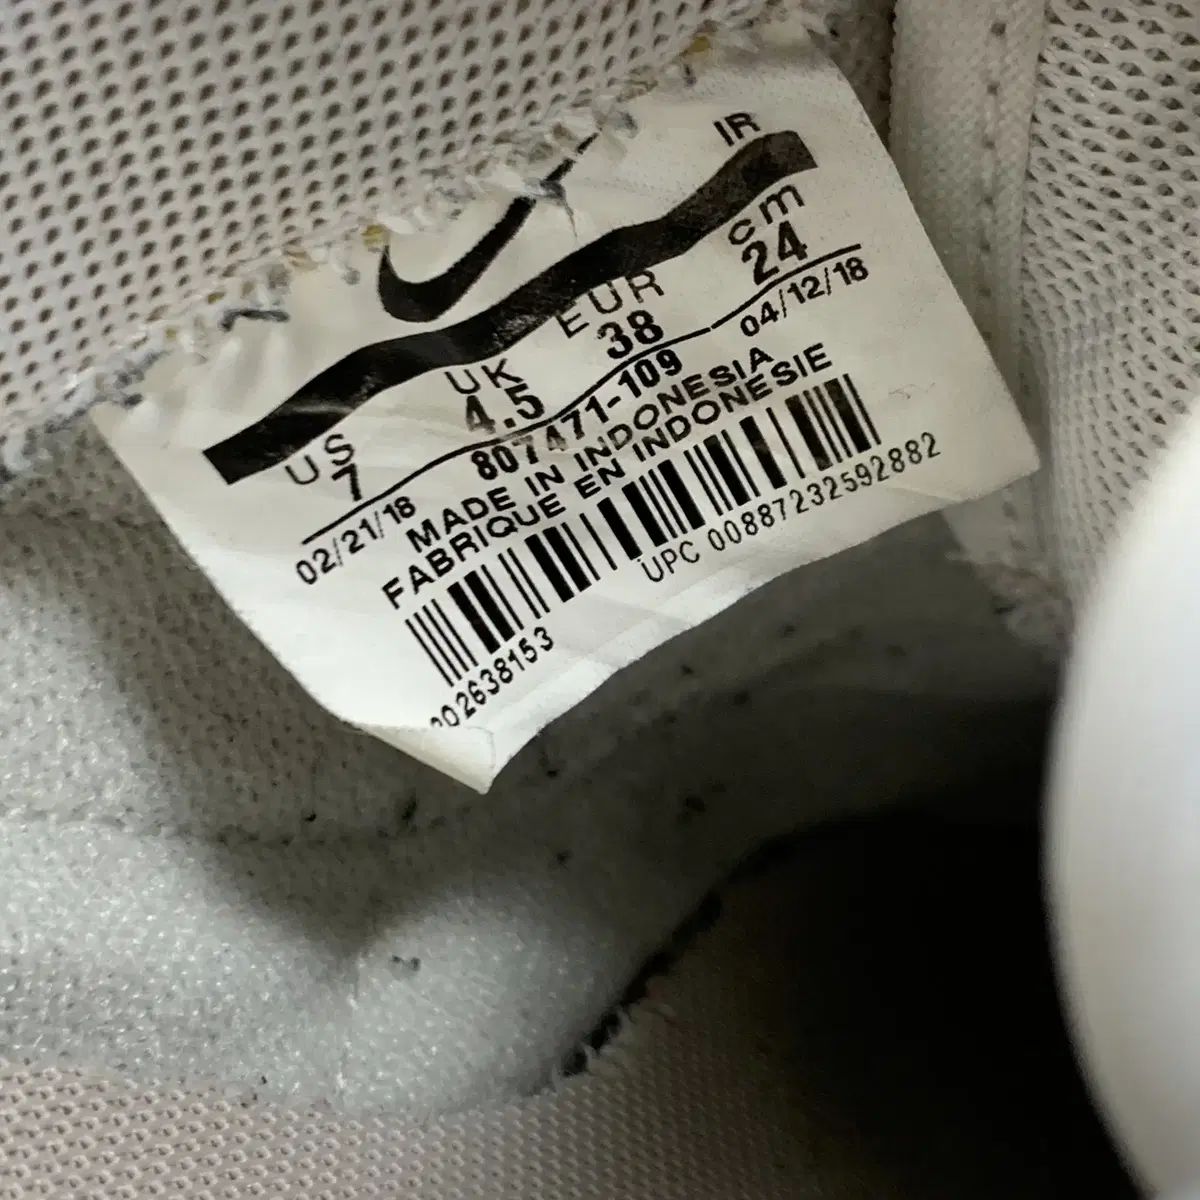 IR
US UK EUR cm
7 4.5 38 24
02/21/18 807471-109 04/12/18
MADE IN INDONESIA
FABRIQUE EN INDONESIE
UPC 00887232592882
002638153